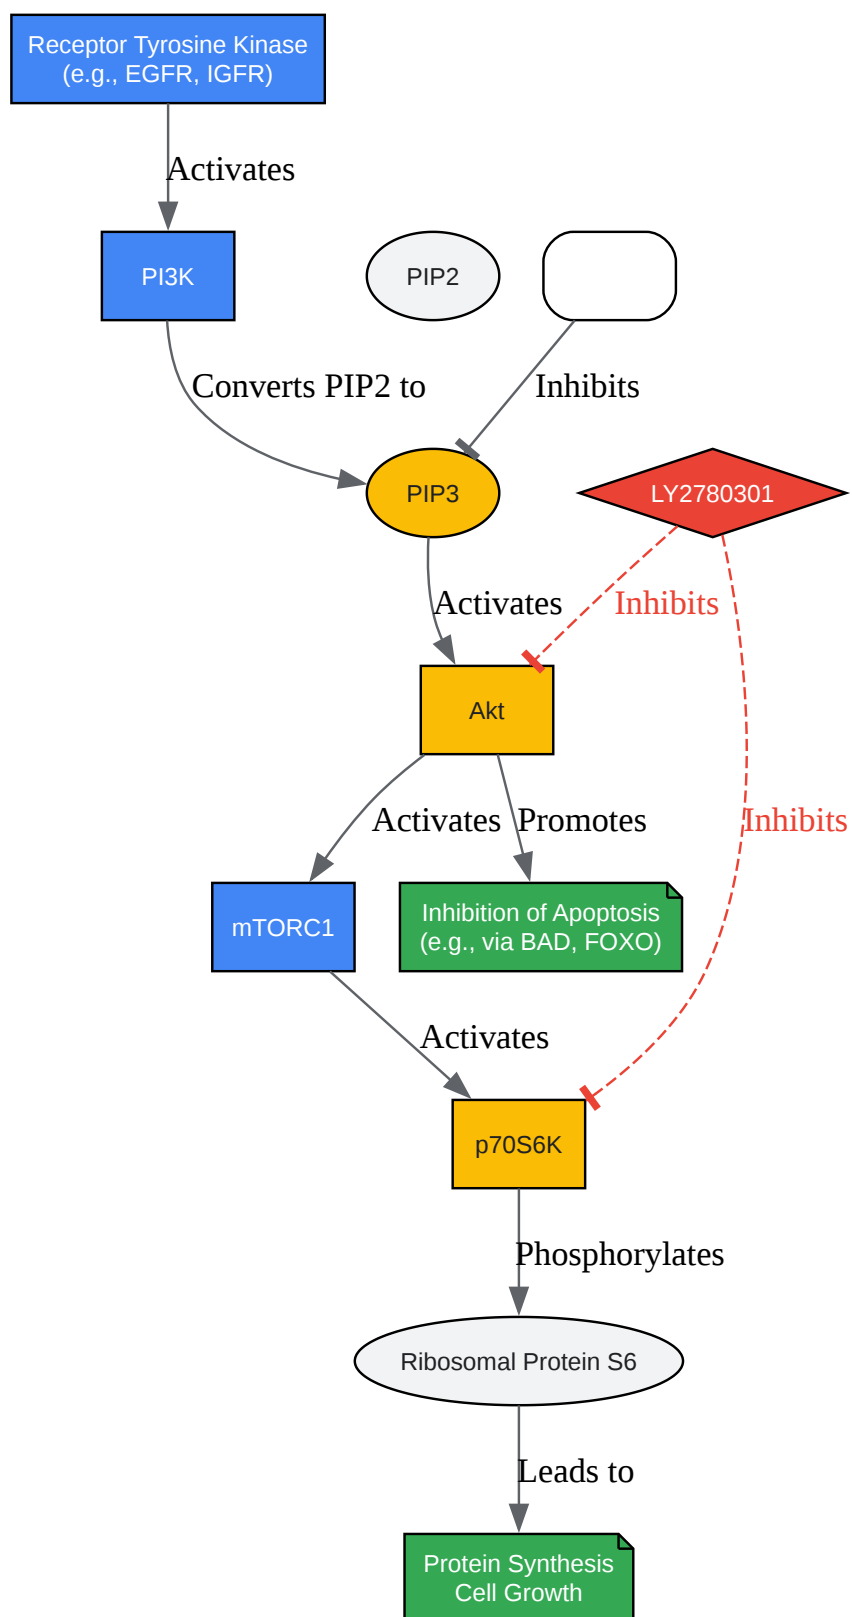 Receptor Tyrosine Kinase
(e.g., EGFR, IGFR)
Activates
PI3K
PIP2
Converts PIP2 to
Inhibits
PIP3
LY2780301
Activates
Inhibits
Akt
Activates
Promotes
Inhibits
mTORC1
Inhibition of Apoptosis
(e.g., via BAD, FOXO)
Activates
p70S6K
Phosphorylates
Ribosomal Protein S6
Leads to
Protein Synthesis
Cell Growth